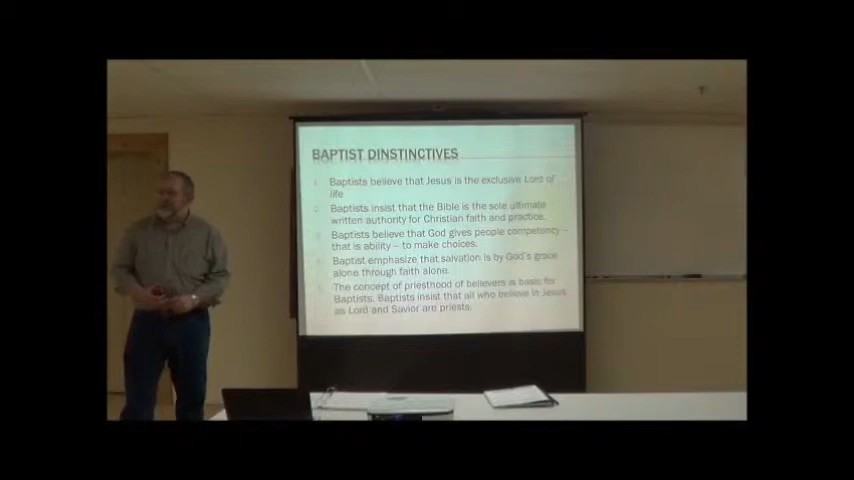 BAPTIST DINSTINCTIVES
1. Baptists believe that Jesus is the exclusive Lord of
life
2. Baptists insist that the Bible is the sole ultimate
written authority for Christian faith and practice.
Baptists believe that God gives people competency –
that is ability – to make choices.
Baptist emphasize that salvation is by God's grace
alone through faith alone.
The concept of priesthood of believers is basic for
Baptists. Baptists insist that all who believe in Jesus
as Lord and Savior are priests.